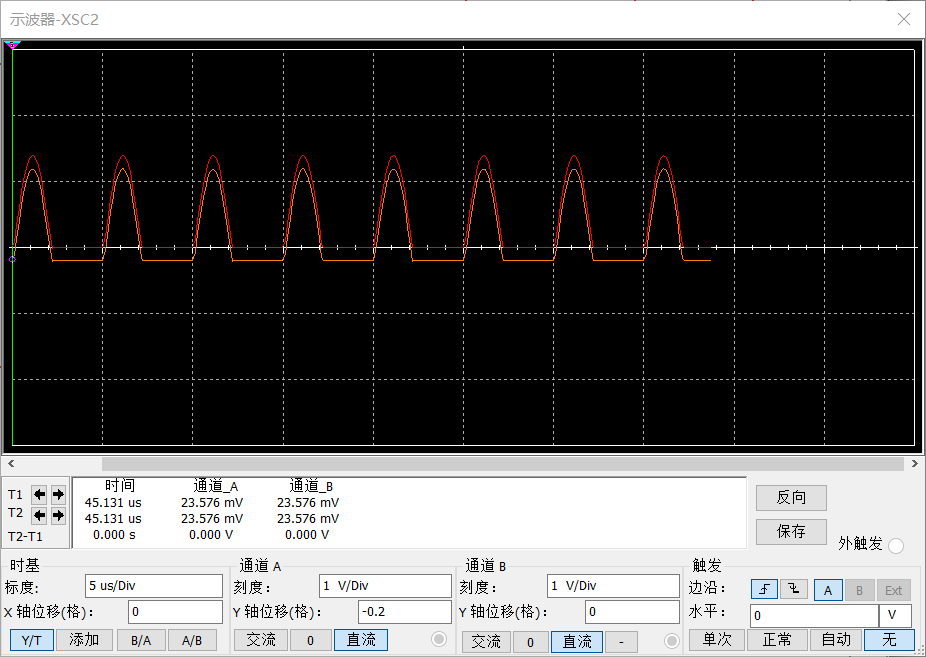 示波器-XSC2
时间 通道_A 通道_B
T1 45.131 us 23.576 mV 23.576 mV
T2 45.131 us 23.576 mV 23.576 mV
T2-T1 0.000 s 0.000 V 0.000 V
反向
保存
外触发
时基 通道 A 通道 B 触发
标度: 5 us/Div 刻度: 1 V/Div 刻度: 1 V/Div 边沿: A B Ext
X 轴位移(格): 0 Y 轴位移(格): -0.2 Y 轴位移(格): 0 水平: 0 V
Y/T 添加 B/A A/B 交流 0 直流 交流 0 直流 - 单次 正常 自动 无